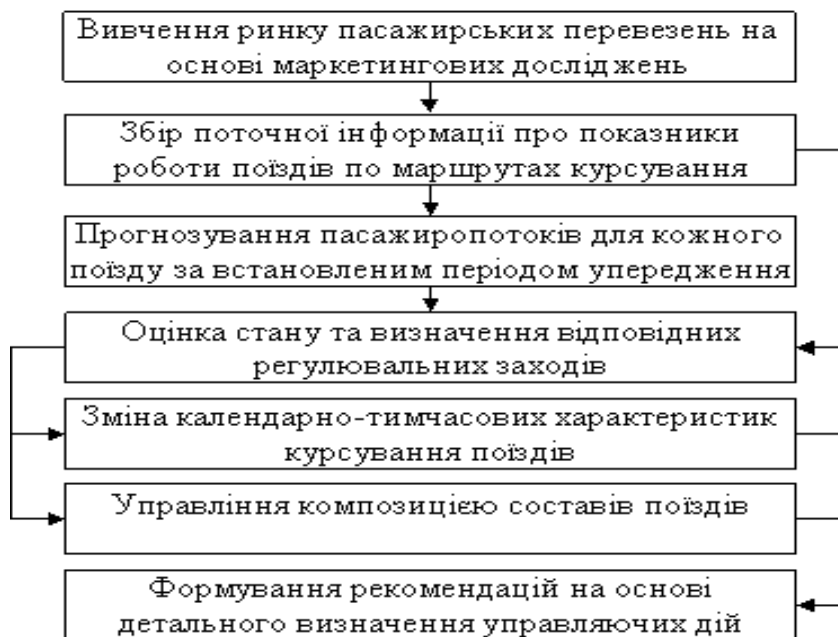 Вивчення ринку пасажирських перевезень на
основі маркетингових досліджень
Збір поточної інформації про показники
роботи поїздів по маршрутах курсування
Прогнозування пасажиропотоків для кожного
поїзду за встановленим періодом упередження
Оцінка стану та визначення відповідних
регулювальних заходів
Зміна календарно-тимчасових характеристик
курсування поїздів
Управління композицією составів поїздів
Формування рекомендацій на основі
детального визначення управляючих дій